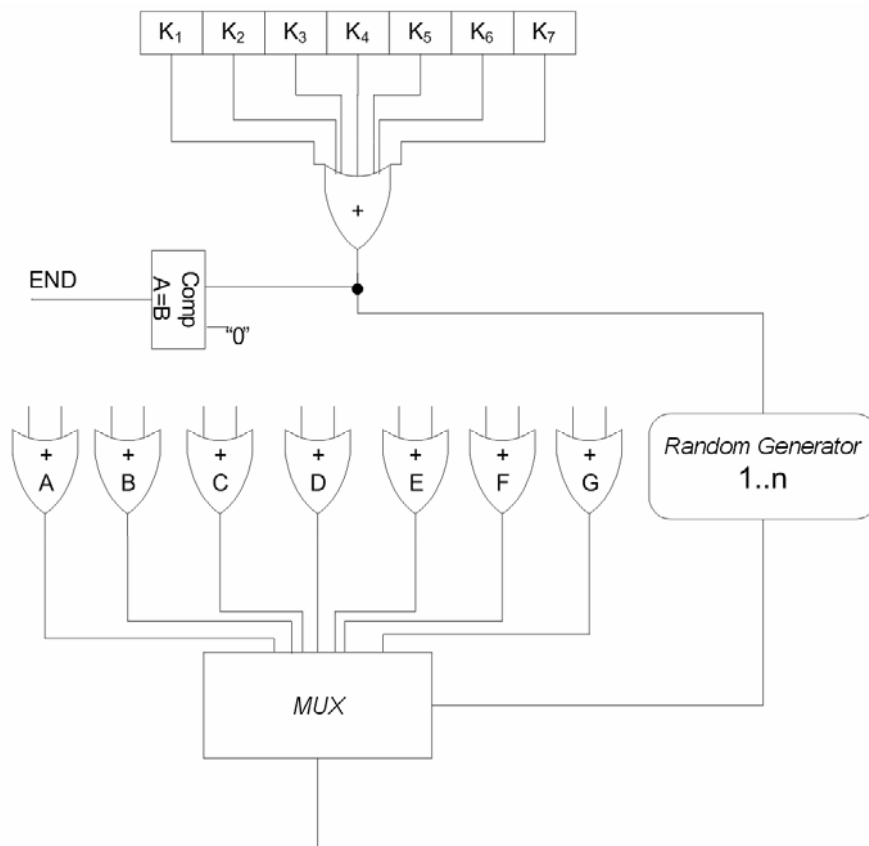 K1 K2 K3 K4 K5 K6 K7
+
END
Comp
A=B
"0"
+ + + + + + +
A B C D E F G
Random Generator
1..n
MUX